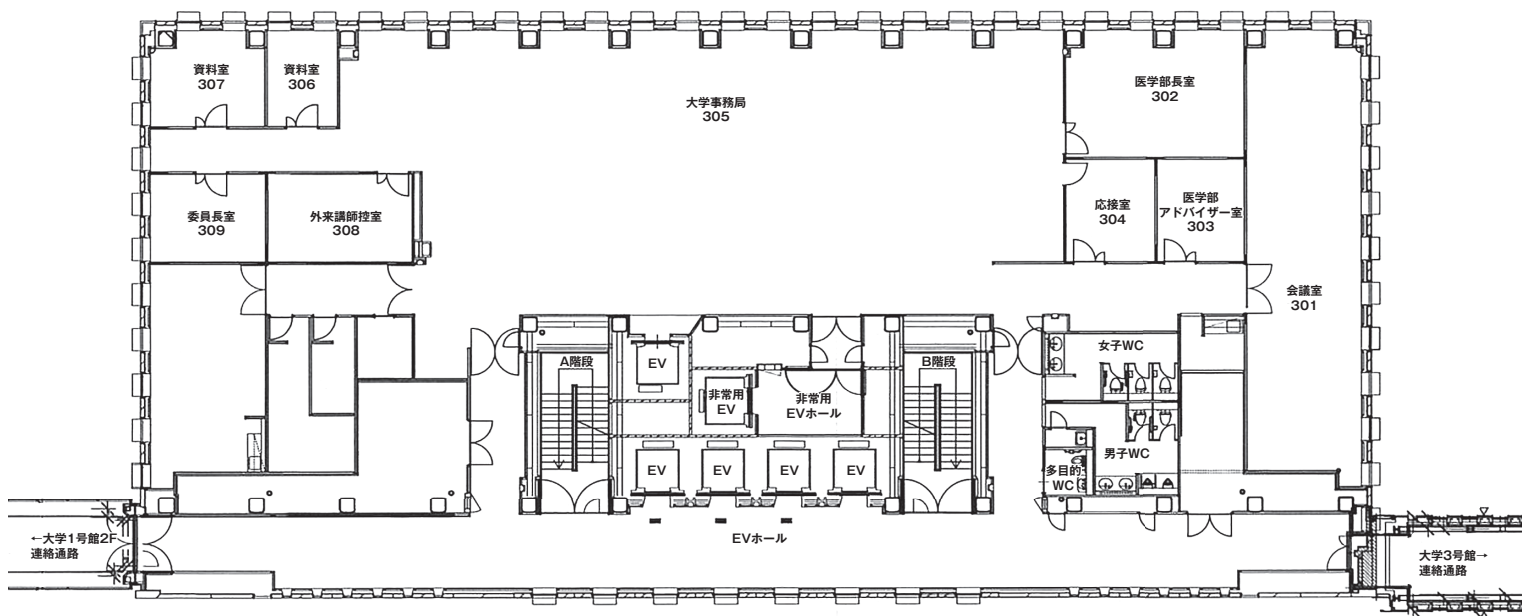 資料室
307
資料室
306
大学事務局
305
医学部長室
302
委員長室
309
外来講師控室
308
応接室
304
医学部
アドバイザー室
303
会議室
301
A階段
EV
B階段
女子WC
非常用
EV
非常用
EVホール
男子WC
多目的
WC
EV
EV
EV
EV
←大学1号館2F
連絡通路
EVホール
大学3号館→
連絡通路